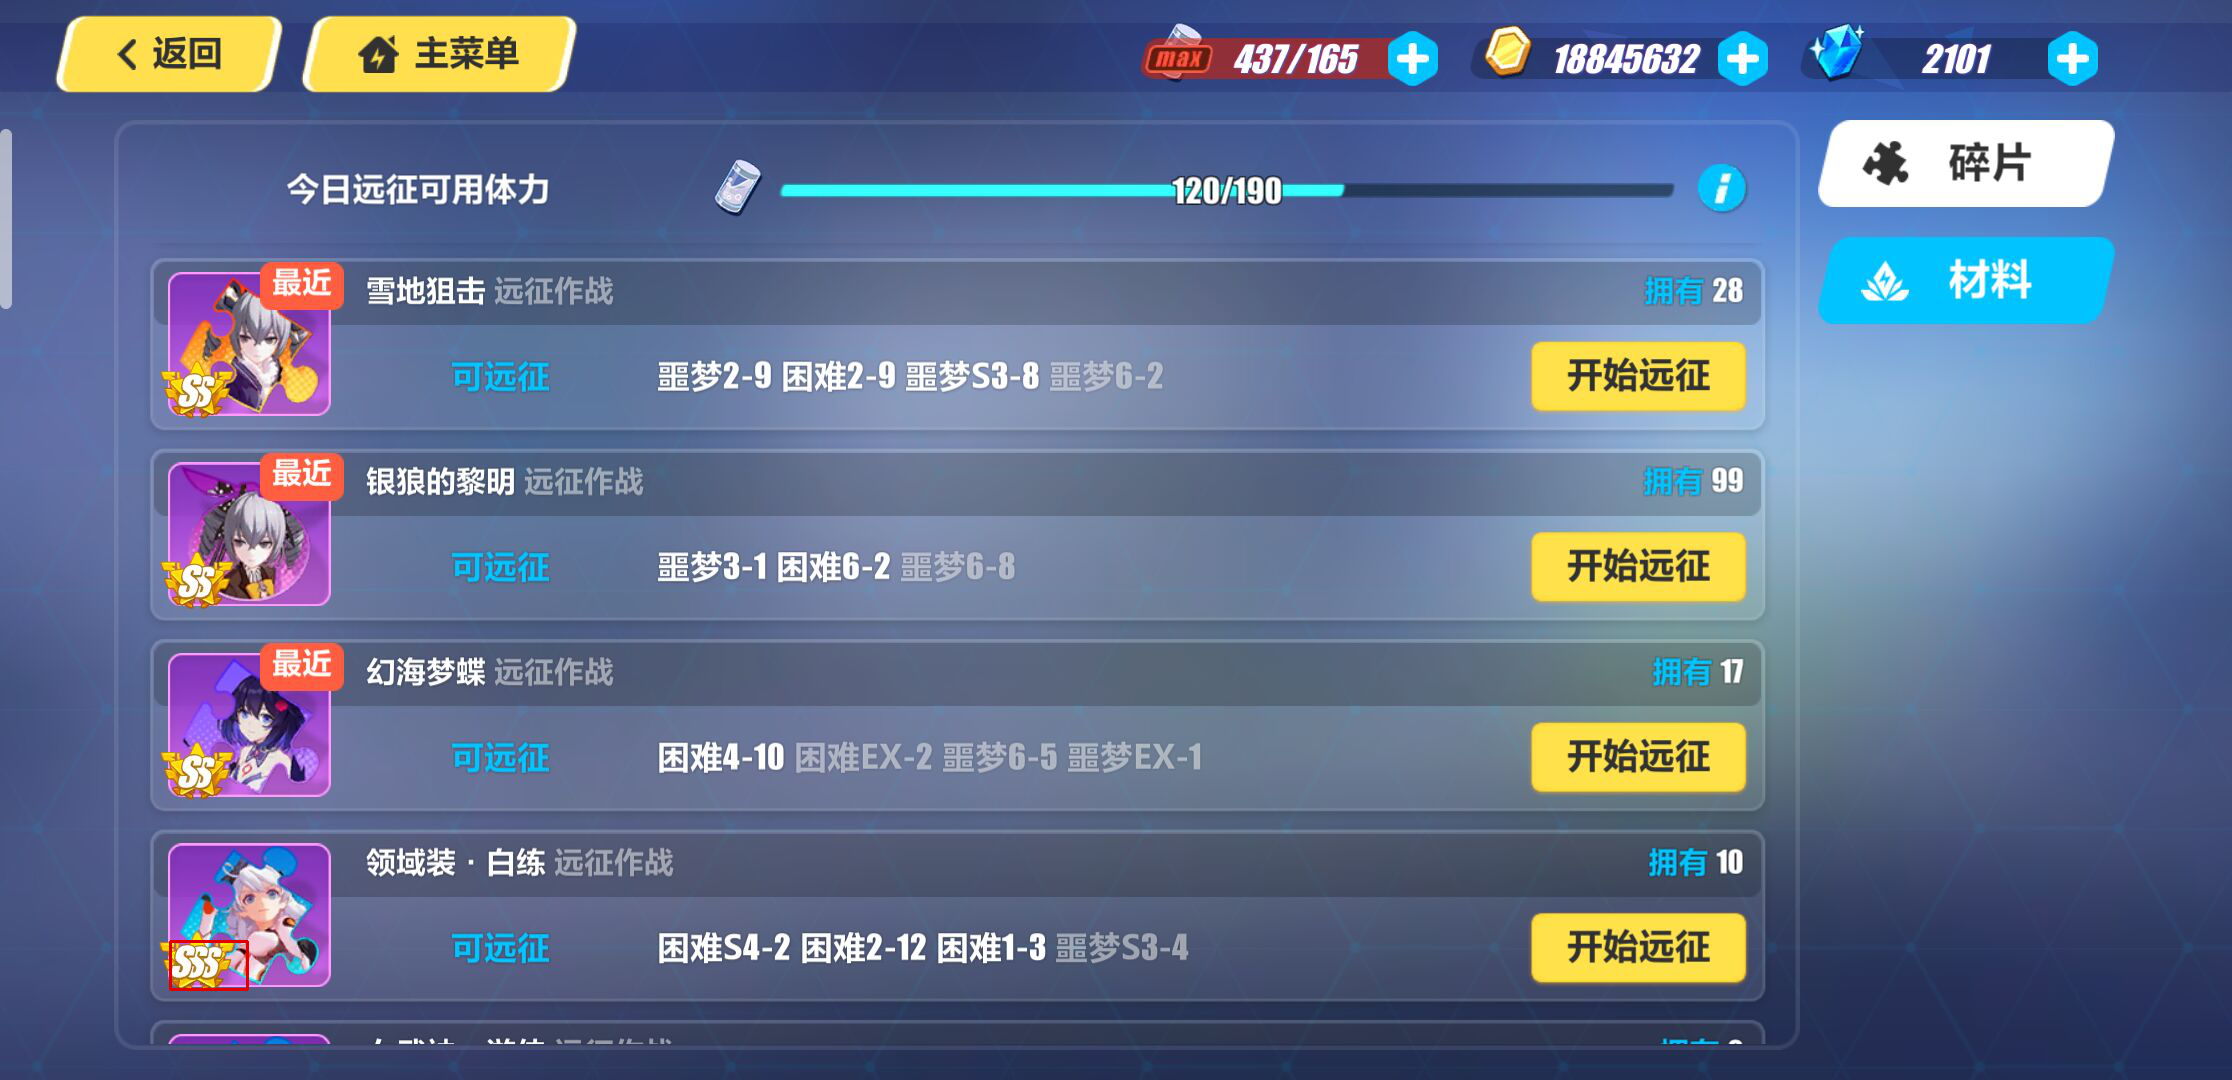 返回 主菜单 max 437/165 18845632 2101
今日远征可用体力 120/190
碎片
材料
最近 雪地狙击 远征作战 拥有 28
SS 可远征 噩梦2-9 困难2-9 噩梦S3-8 噩梦6-2 开始远征
最近 银狼的黎明 远征作战 拥有 99
SS 可远征 噩梦3-1 困难6-2 噩梦6-8 开始远征
最近 幻海梦蝶 远征作战 拥有 17
SS 可远征 困难4-10 困难EX-2 噩梦6-5 噩梦EX-1 开始远征
领域装·白练 远征作战 拥有 10
SSS 可远征 困难S4-2 困难2-12 困难1-3 噩梦S3-4 开始远征